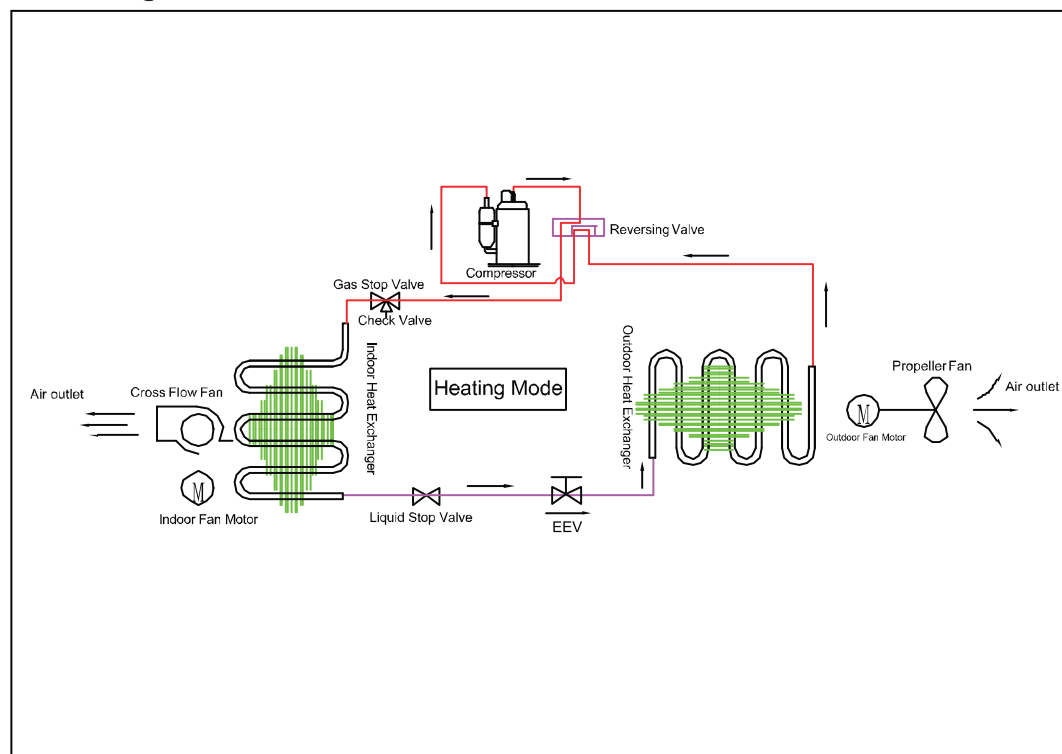 Reversing Valve
Compressor
Gas Stop Valve
Check Valve
Indoor Heat Exchanger
Outdoor Heat Exchanger
Heating Mode
Propeller Fan
Air outlet
Cross Flow Fan
Air outlet
M
Outdoor Fan Motor
M
Indoor Fan Motor
Liquid Stop Valve
EEV